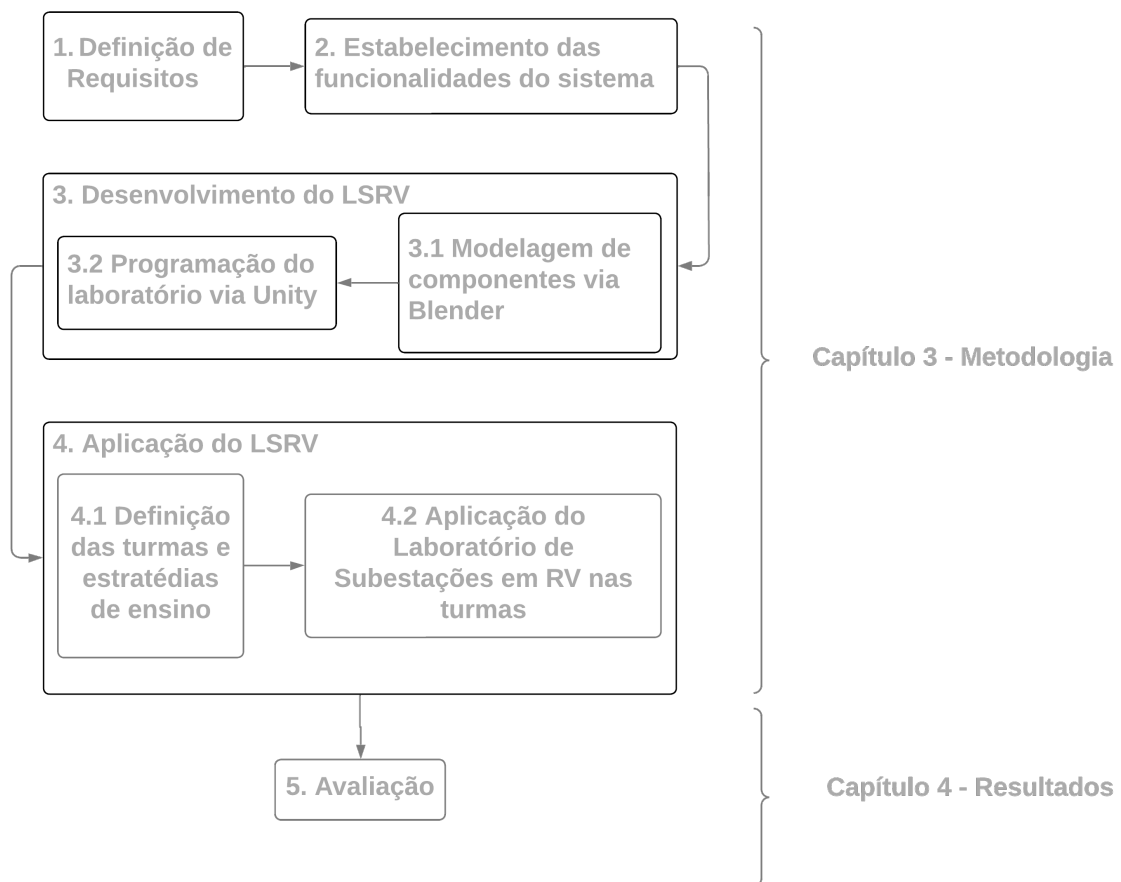 1. Definição de
Requisitos
2. Estabelecimento das
funcionalidades do sistema
3. Desenvolvimento do LSRV
3.1 Modelagem de
componentes via
Blender
3.2 Programação do
laboratório via Unity
4. Aplicação do LSRV
4.1 Definição
das turmas e
estratédias
de ensino
4.2 Aplicação do
Laboratório de
Subestações em RV nas
turmas
5. Avaliação
Capítulo 3 - Metodologia
Capítulo 4 - Resultados